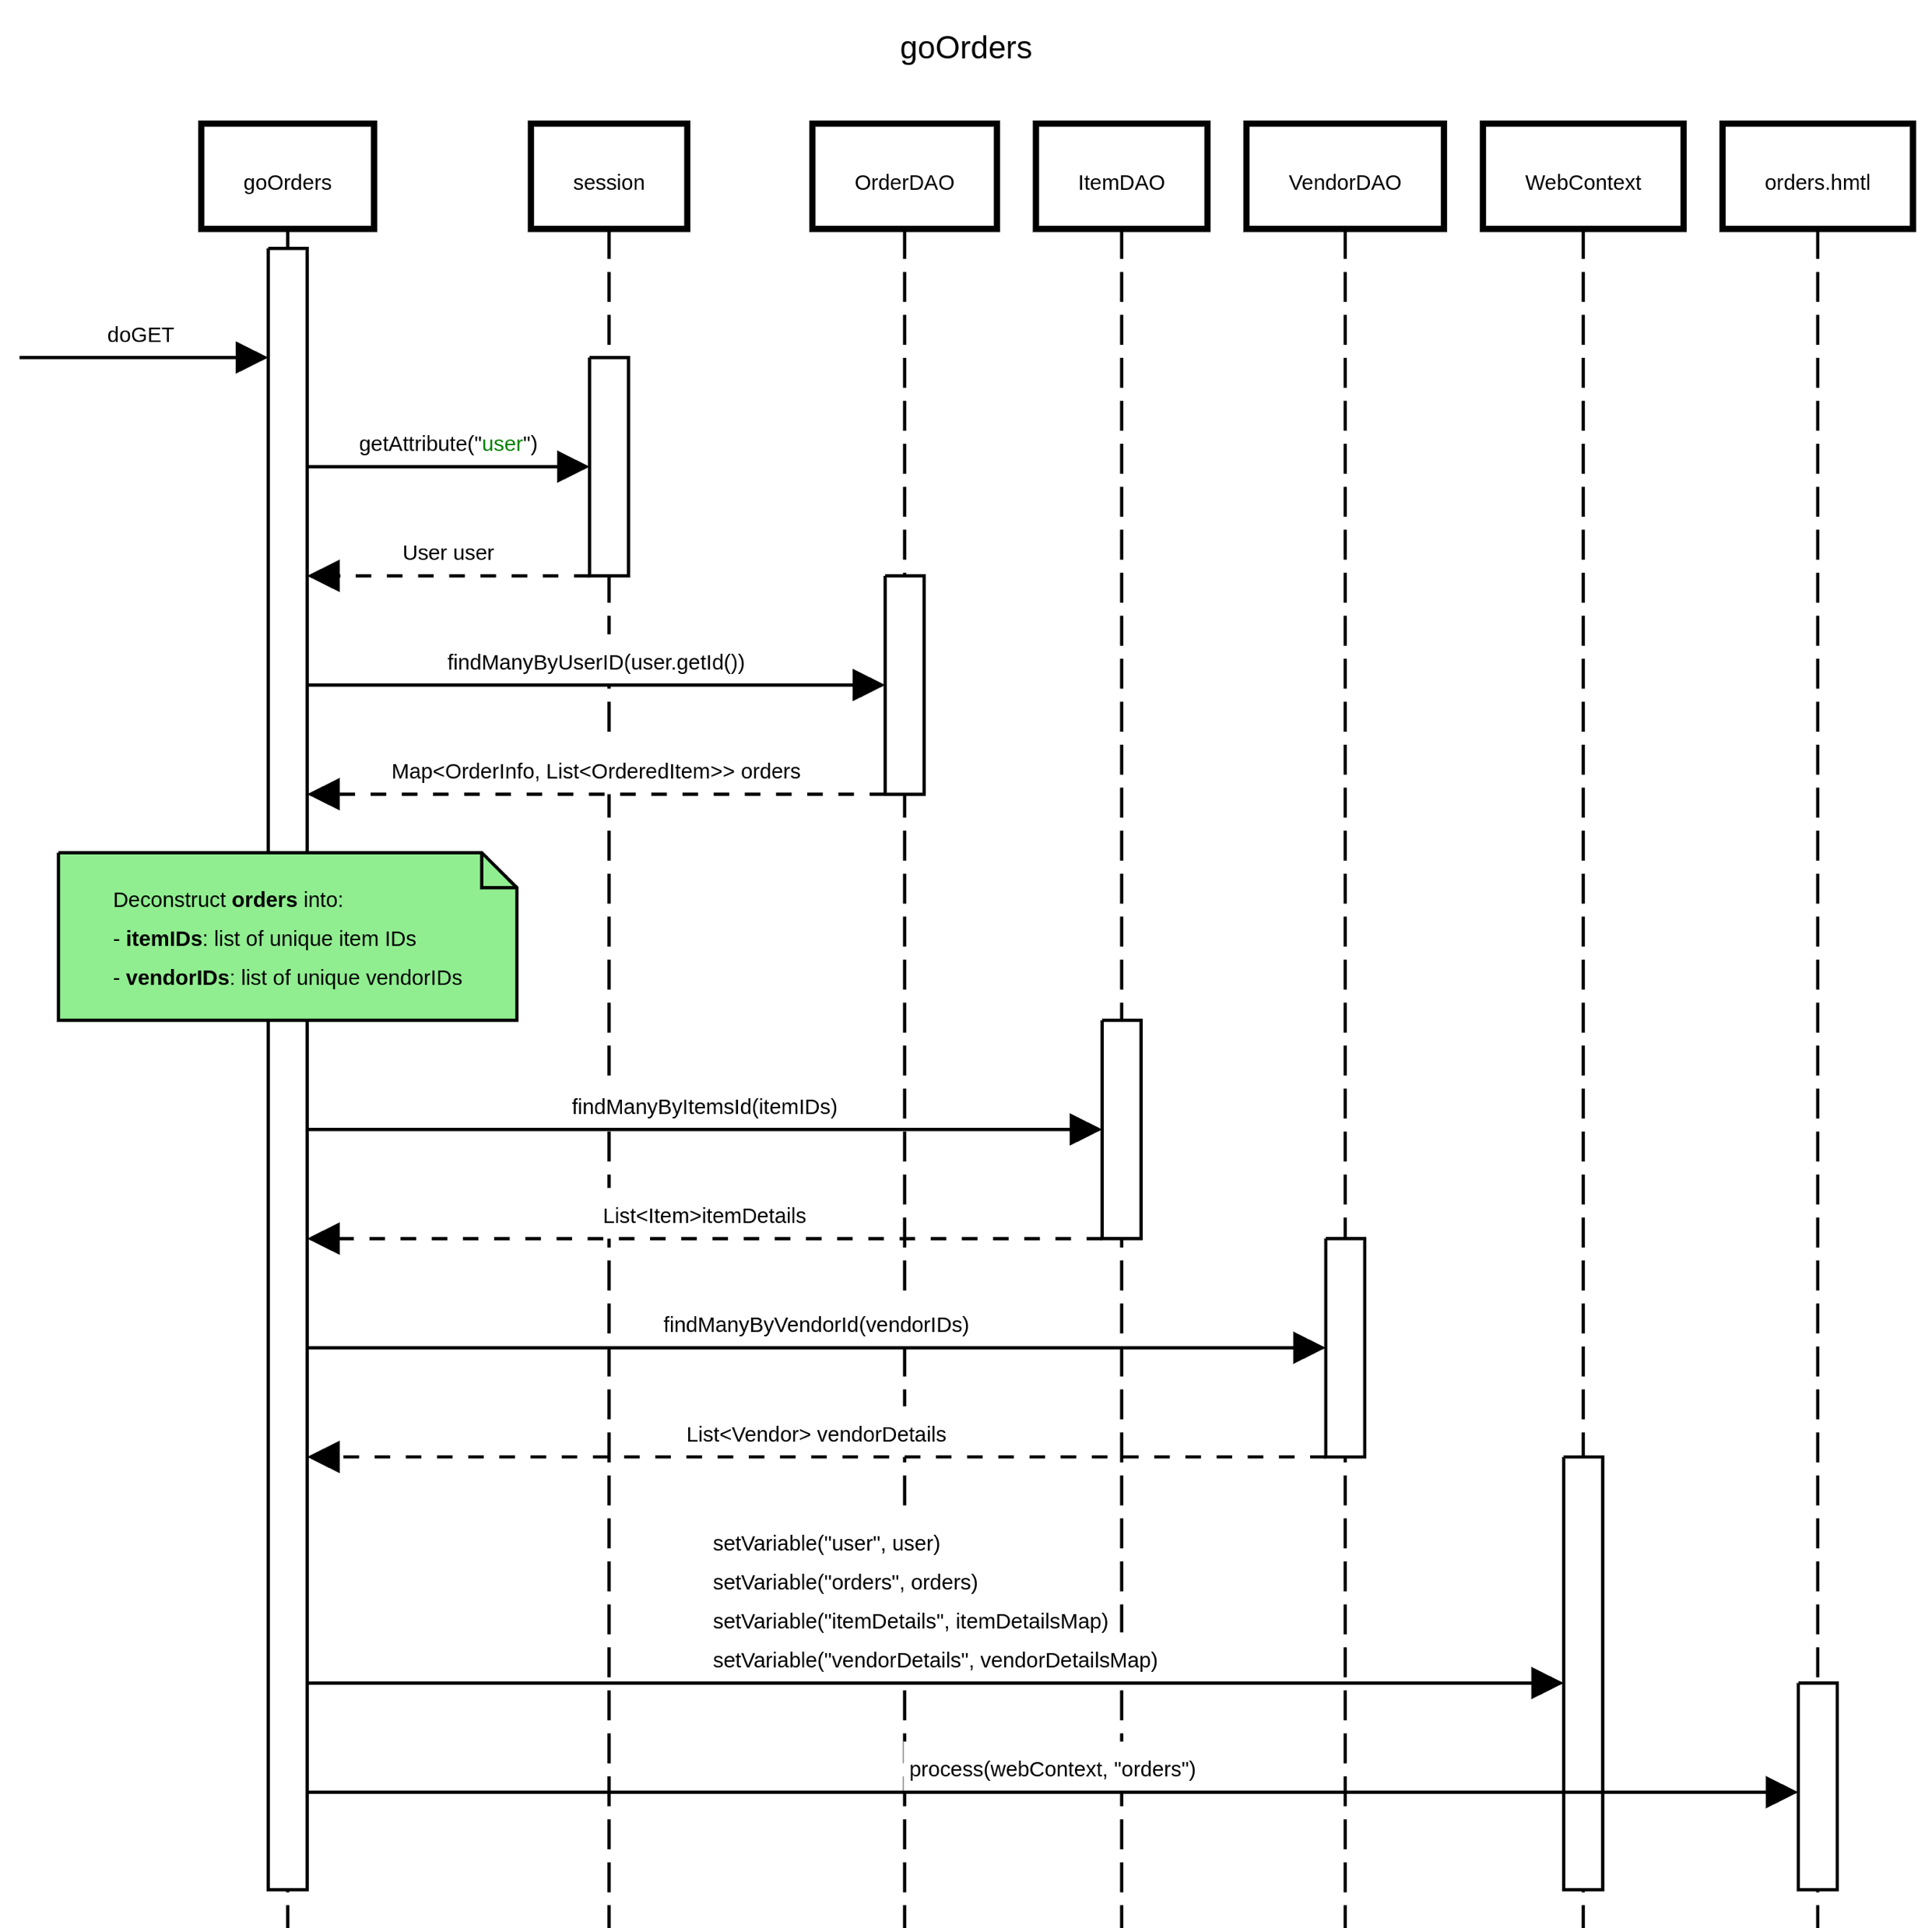 goOrders
goOrders
session
OrderDAO
ItemDAO
VendorDAO
WebContext
orders.hmtl
doGET
getAttribute("user")
User user
findManyByUserID(user.getId())
Map<OrderInfo, List<OrderedItem>> orders
Deconstruct orders into:
- itemIDs: list of unique item IDs
- vendorIDs: list of unique vendorIDs
findManyByItemsId(itemIDs)
List<Item>itemDetails
findManyByVendorId(vendorIDs)
List<Vendor> vendorDetails
setVariable("user", user)
setVariable("orders", orders)
setVariable("itemDetails", itemDetailsMap)
setVariable("vendorDetails", vendorDetailsMap)
process(webContext, "orders")